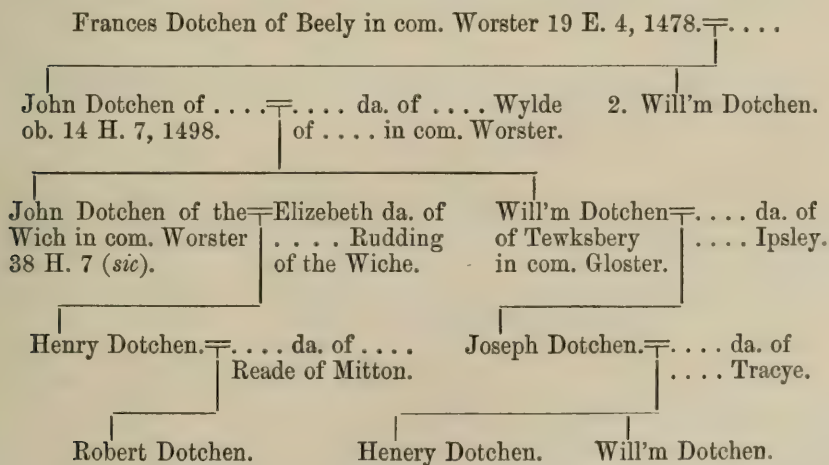 Frances Dotchen of Beely in com. Worster 19 E. 4, 1478.=. . . .
John Dotchen of . . . .=. . . . da. of . . . . Wylde
ob. 14 H. 7, 1498.
of . . . . in com. Worster.
2. Will'm Dotchen.
John Dotchen of the=Elizebeth da. of
Wich in com. Worster
38 H. 7 (sic).
. . . . Rudding
of the Wiche.
Will'm Dotchen=. . . . da. of
of Tewksbery
in com. Gloster.
. . . . Ipsley.
Henry Dotchen.=. . . . da. of . . . .
Reade of Mitton.
Joseph Dotchen.=. . . . da. of
. . . . Tracye.
Robert Dotchen.
Henery Dotchen.
Will'm Dotchen.